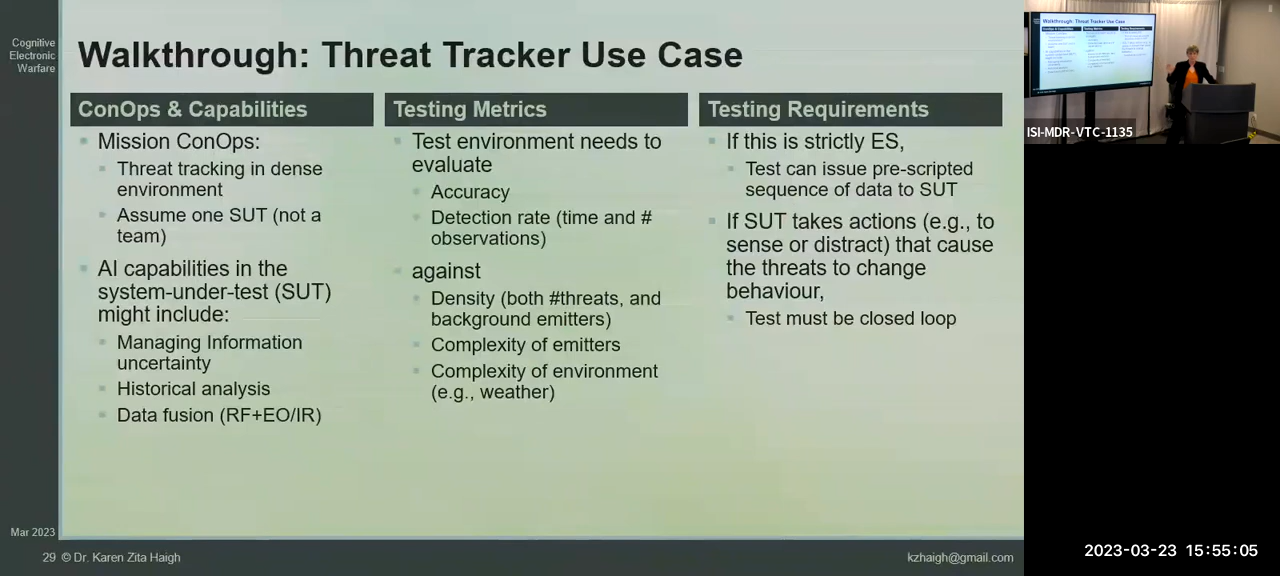 Cognitive
Electronic
Warfare
Walkthrough: Threat Tracker Use Case
ConOps & Capabilities
Mission ConOps:
Threat tracking in dense
environment
Assume one SUT (not a
team)
AI capabilities in the
system-under-test (SUT)
might include:
Managing Information
uncertainty
Historical analysis
Data fusion (RF+EO/IR)
Testing Metrics
Test environment needs to
evaluate
Accuracy
Detection rate (time and #
observations)
against
Density (both #threats, and
background emitters)
Complexity of emitters
Complexity of environment
(e.g., weather)
Testing Requirements
If this is strictly ES,
Test can issue pre-scripted
sequence of data to SUT
If SUT takes actions (e.g., to
sense or distract) that cause
the threats to change
behaviour,
Test must be closed loop
Mar 2023
29 © Dr. Karen Zita Haigh
kzhaigh@gmail.com
Walkthrough: Threat Tracker Use Case
ISI-MDR-VTC-1135
2023-03-23 15:55:05